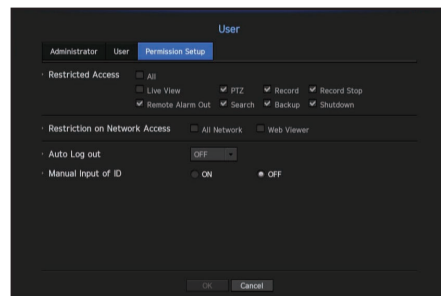 User
Administrator User Permission Setup
· Restricted Access All
Live View PTZ Record Record Stop
Remote Alarm Out Search Backup Shutdown
· Restriction on Network Access All Network Web Viewer
· Auto Log out OFF
· Manual Input of ID ON OFF
OK Cancel